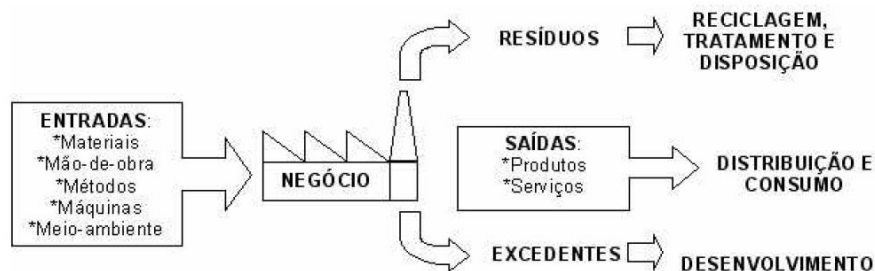 ENTRADAS:
*Materiais
*Mão-de-obra
*Métodos
*Máquinas
*Meio-ambiente
NEGÓCIO
RESÍDUOS
RECICLAGEM,
TRATAMENTO E
DISPOSIÇÃO
SAÍDAS:
*Produtos
*Serviços
DISTRIBUIÇÃO E
CONSUMO
EXCEDENTES
DESENVOLVIMENTO